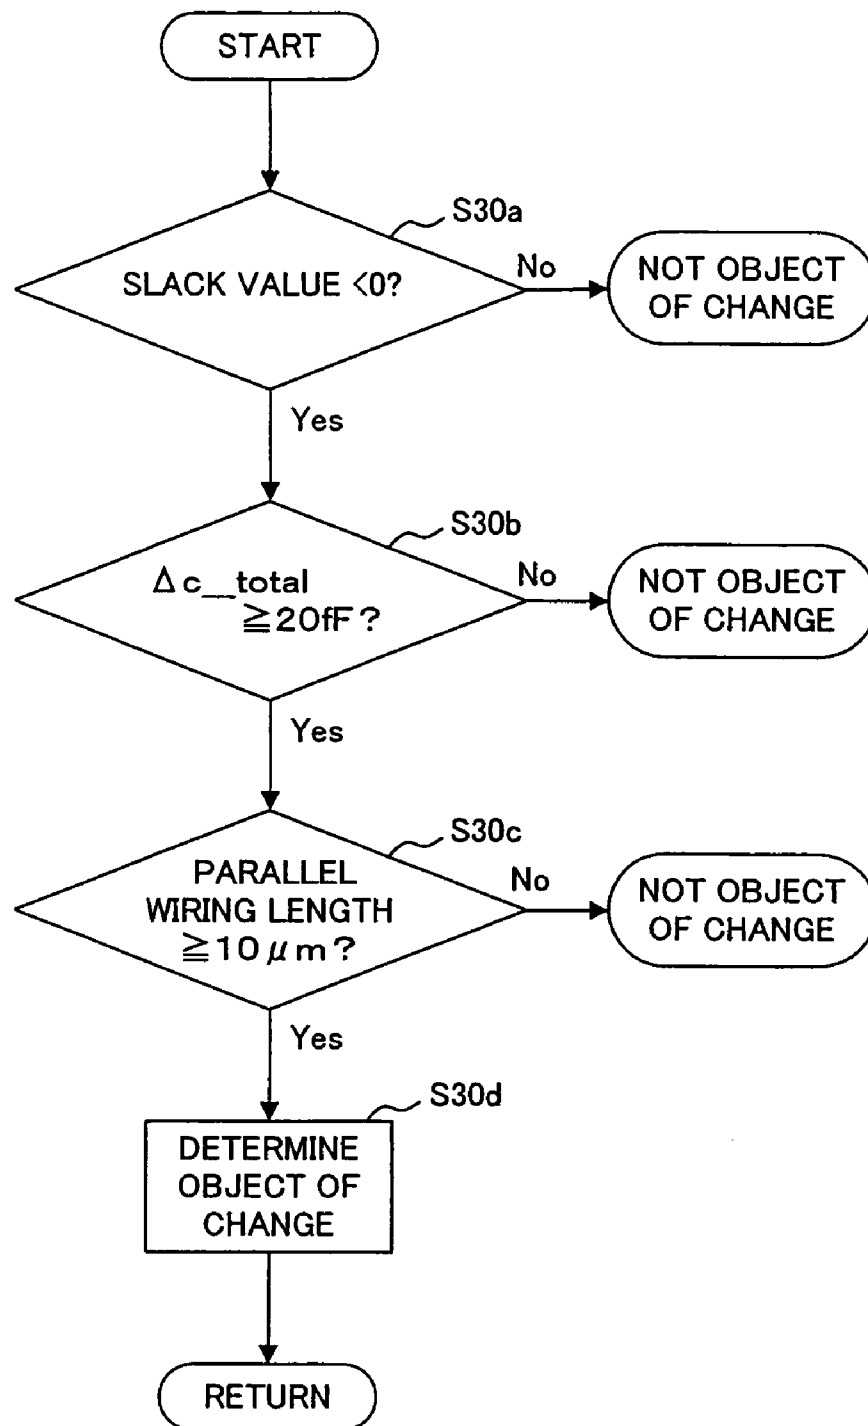 START
S30a
SLACK VALUE <0?
No
NOT OBJECT
OF CHANGE
Yes
S30b
Δc__total
≧20fF?
No
NOT OBJECT
OF CHANGE
Yes
S30c
PARALLEL
WIRING LENGTH
≧10μm?
No
NOT OBJECT
OF CHANGE
Yes
S30d
DETERMINE
OBJECT OF
CHANGE
RETURN